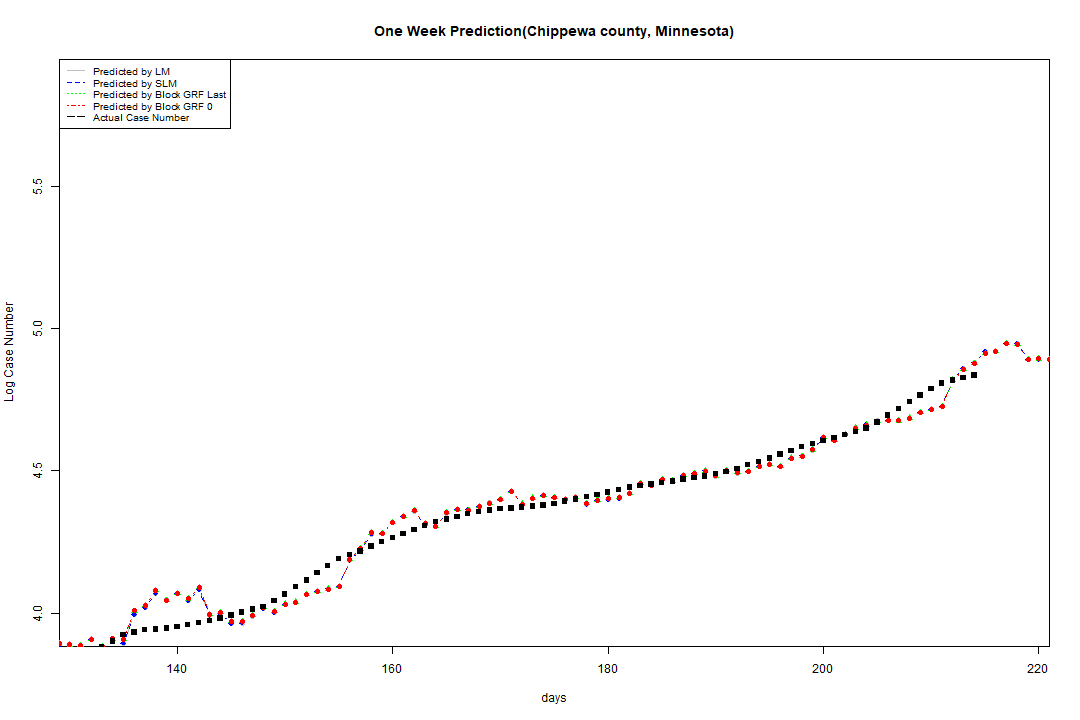 One Week Prediction(Chippewa county, Minnesota)
Predicted by LM
Predicted by SLM
Predicted by Block GRF Last
Predicted by Block GRF 0
Actual Case Number
5.5
5.0
4.5
4.0
Log Case Number
140 160 180 200 220
days